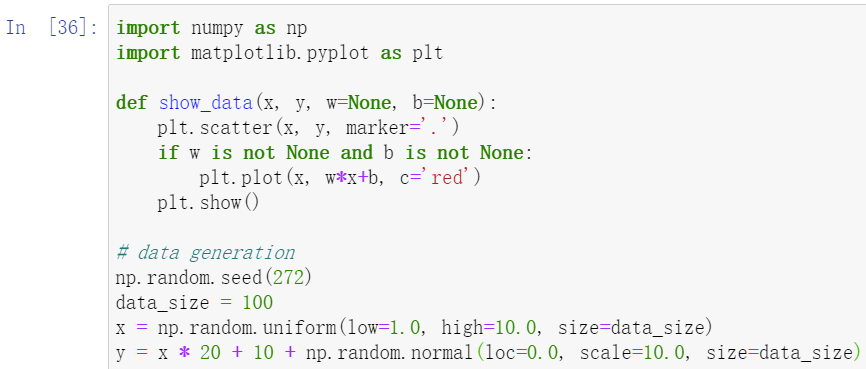 In [36]: import numpy as np
import matplotlib.pyplot as plt

def show_data(x, y, w=None, b=None):
    plt.scatter(x, y, marker='.')
    if w is not None and b is not None:
        plt.plot(x, w*x+b, c='red')
    plt.show()

# data generation
np.random.seed(272)
data_size = 100
x = np.random.uniform(low=1.0, high=10.0, size=data_size)
y = x * 20 + 10 + np.random.normal(loc=0.0, scale=10.0, size=data_size)